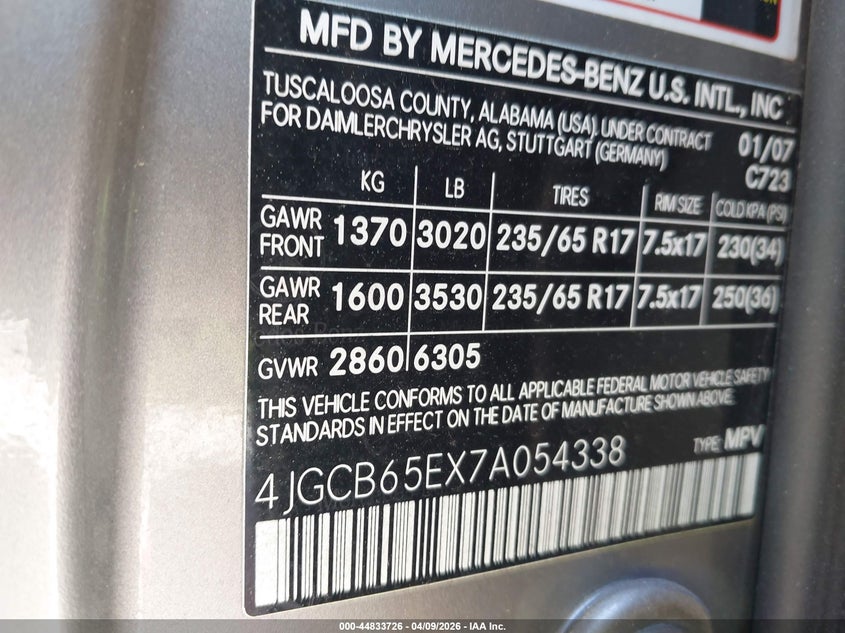 MFD BY MERCEDES-BENZ U.S. INTL., INC
TUSCALOOSA COUNTY, ALABAMA (USA) UNDER CONTRACT
FOR DAIMLERCHRYSLER AG, STUTTGART (GERMANY)
01/07
C723
KG LB TIRES RIM SIZE COLD KPA (PSI)
GAWR FRONT 1370 3020 235/65 R17 7.5x17 230(34)
GAWR REAR 1600 3530 235/65 R17 7.5x17 250(36)
GVWR 2860 6305
THIS VEHICLE CONFORMS TO ALL APPLICABLE FEDERAL MOTOR VEHICLE SAFETY
STANDARDS IN EFFECT ON THE DATE OF MANUFACTURE SHOWN ABOVE.
4JGCB65EX7A054338 TYPE: MPV
000-44833726 - 04/09/2026 - IAA Inc.